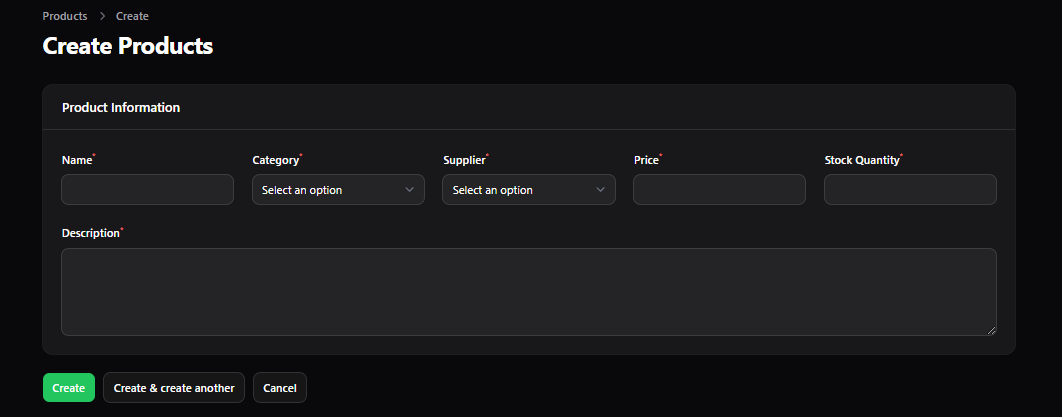 Products > Create
Create Products
Product Information
Name* Category* Supplier* Price* Stock Quantity*
Select an option Select an option
Description*
Create Create & create another Cancel